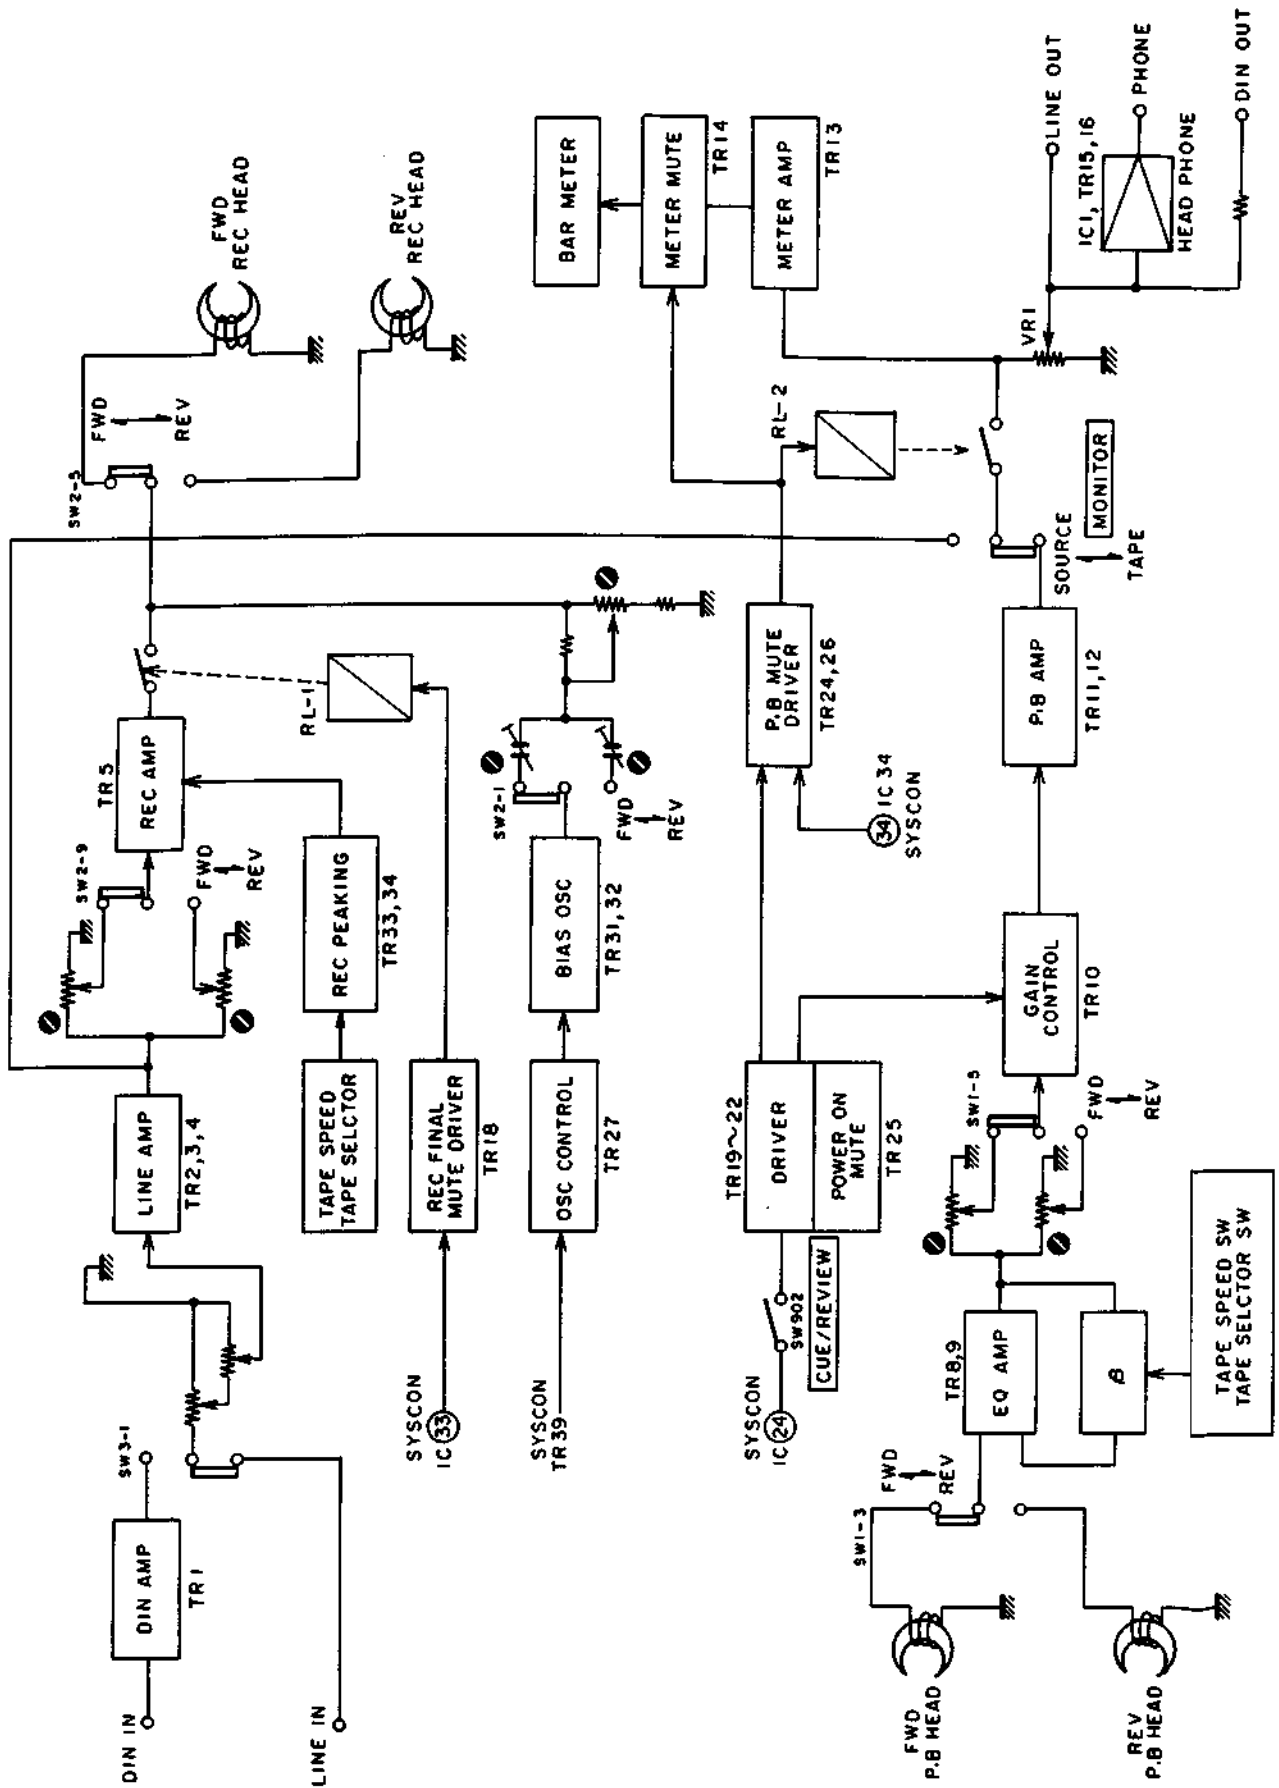 DIN IN
LINE IN
DIN AMP
TR1
SW3-1
LINE AMP
TR2,3,4
SW2-9
FWD
REV
TR5
REC AMP
SW2-5
FWD
REV
FWD
REC HEAD
REV
REC HEAD
TAPE SPEED
TAPE SELCTOR
REC PEAKING
TR33,34
RL-1
SYSCON
IC 33
REC FINAL
MUTE DRIVER
TR18
SYSCON
TR39
OSC CONTROL
TR27
BIAS OSC
TR31,32
SW2-1
FWD
REV
SYSCON
IC 24
SW902
CUE/REVIEW
TR19~22
DRIVER
POWER ON
MUTE
TR25
P.B MUTE
DRIVER
TR24,26
34 IC34
SYSCON
RL-2
BAR METER
METER MUTE
TR14
METER AMP
TR13
FWD
P.B HEAD
REV
P.B HEAD
SW1-3
FWD
REV
TR8,9
EQ AMP
β
TAPE SPEED SW
TAPE SELCTOR SW
SW1-5
FWD
REV
GAIN
CONTROL
TR10
P.B AMP
TR11,12
SOURCE
TAPE
MONITOR
VR1
LINE OUT
IC1, TR15,16
PHONE
HEAD PHONE
DIN OUT